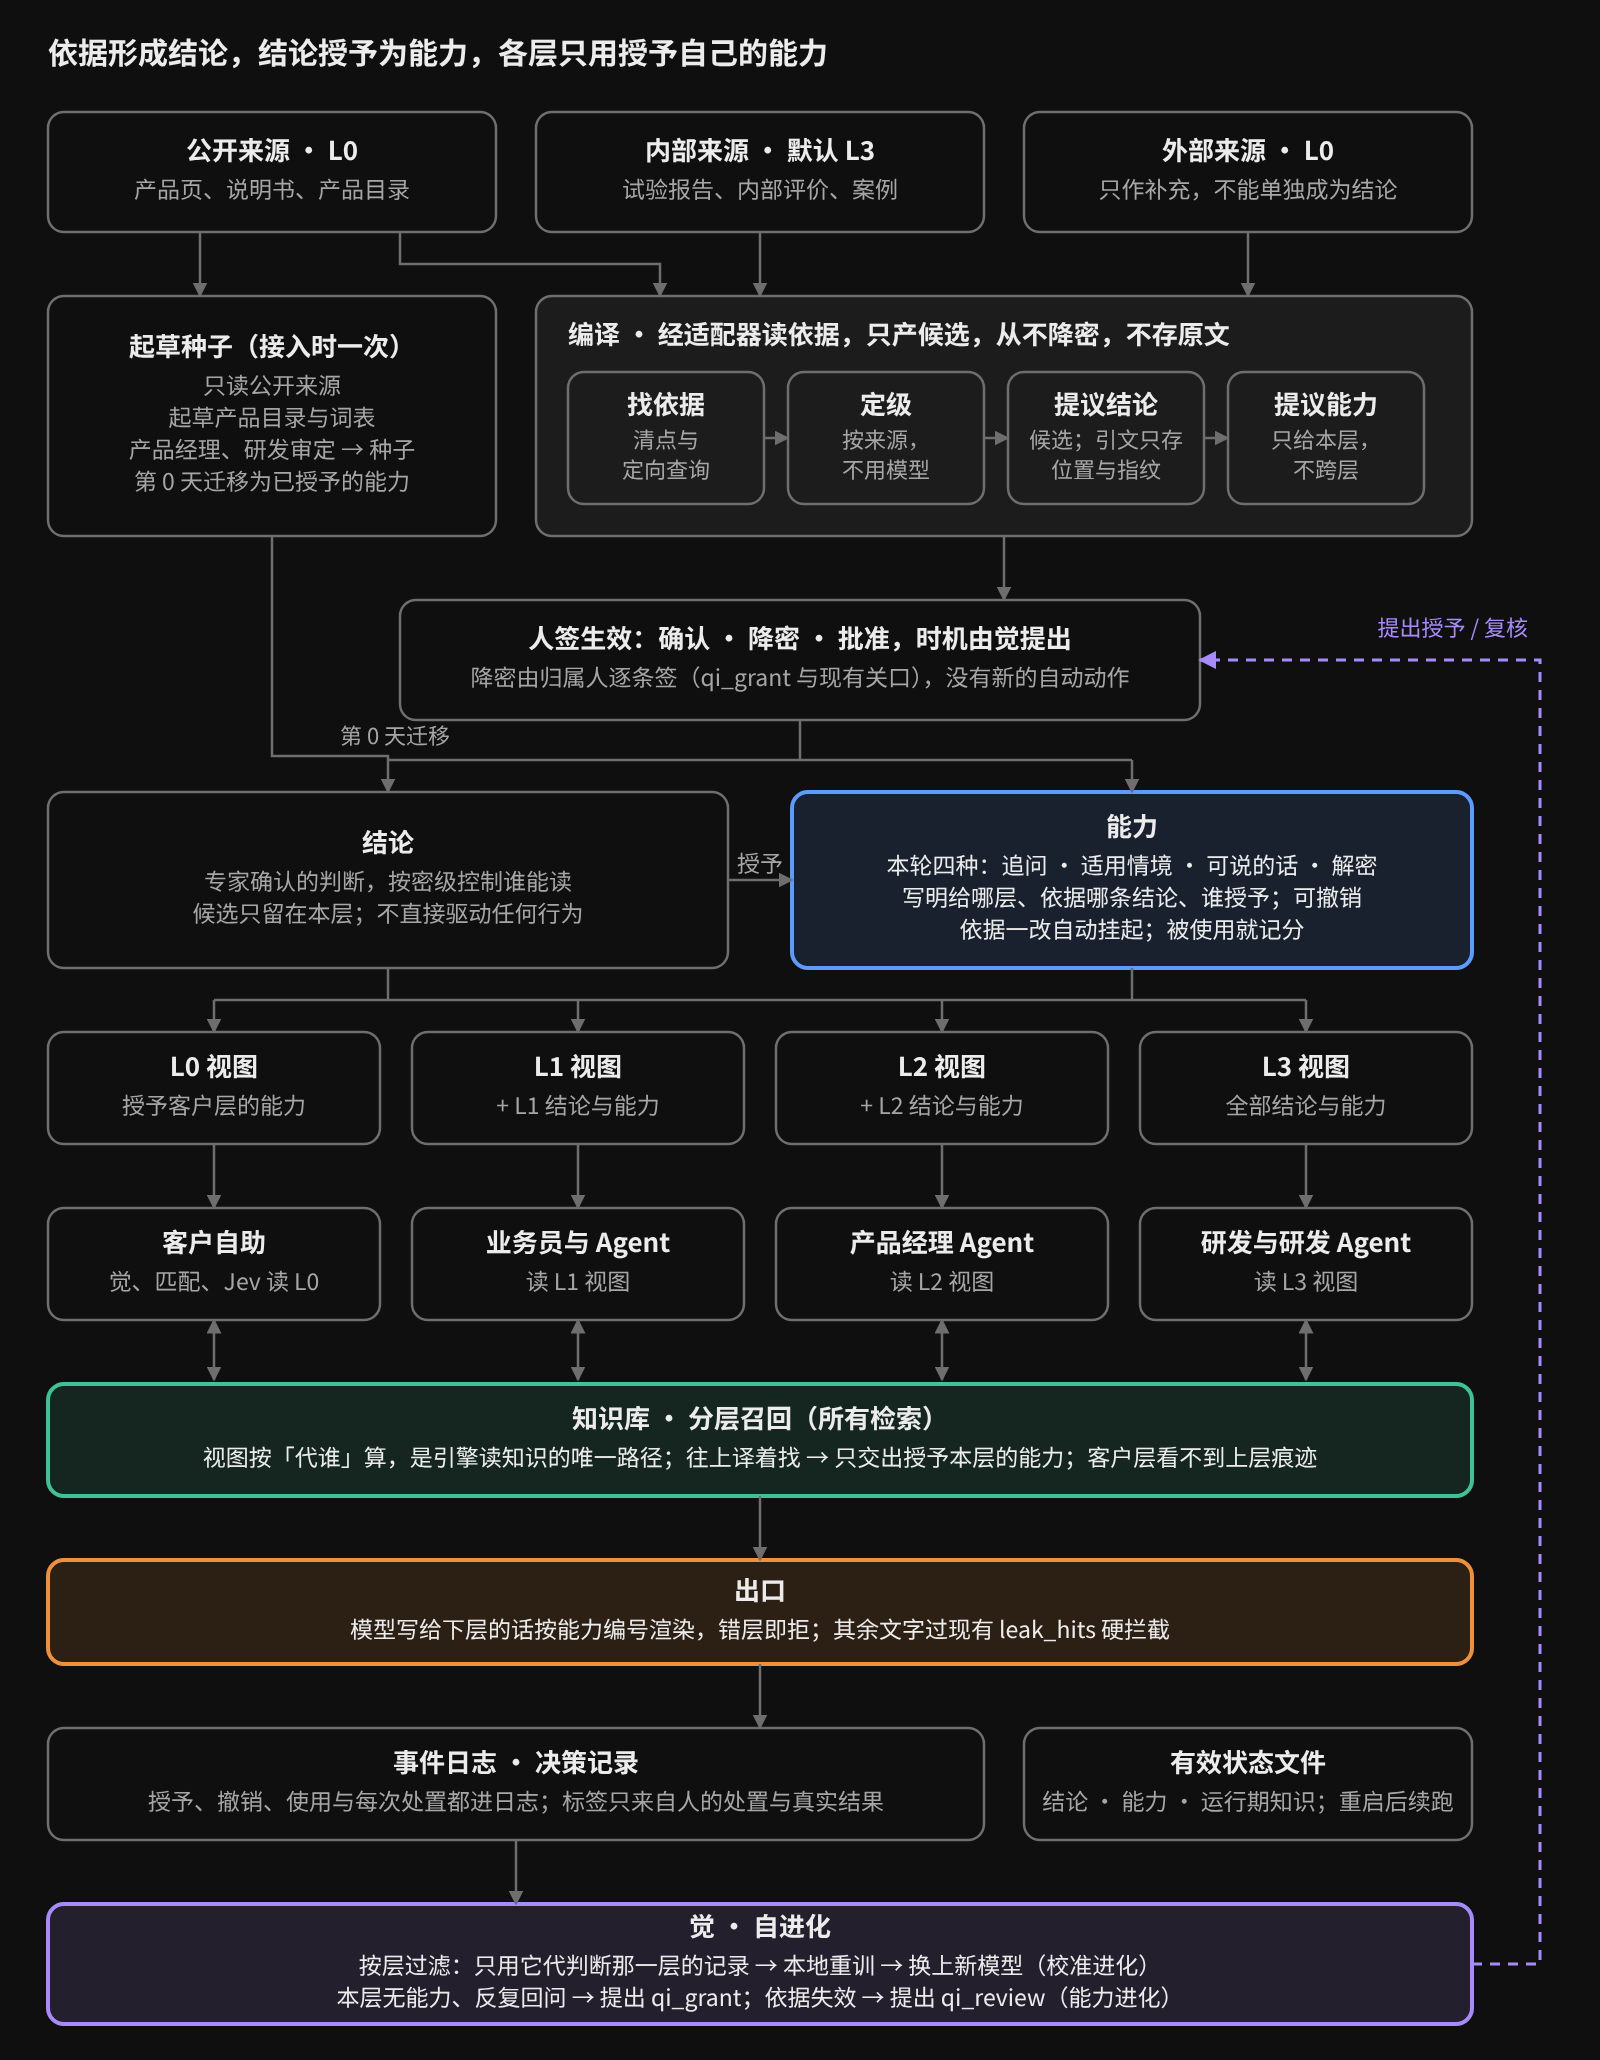 依据形成结论，结论授予为能力，各层只用授予自己的能力
公开来源 • L0
产品页、说明书、产品目录
内部来源 • 默认 L3
试验报告、内部评价、案例
外部来源 • L0
只作补充，不能单独成为结论
起草种子（接入时一次）
只读公开来源
起草产品目录与词表
产品经理、研发审定 → 种子
第 0 天迁移为已授予的能力
编译 • 经适配器读依据，只产候选，从不降密，不存原文
找依据
清点与
定向查询
定级
按来源，
不用模型
提议结论
候选；引文只存
位置与指纹
提议能力
只给本层，
不跨层
人签生效：确认 • 降密 • 批准，时机由觉提出
降密由归属人逐条签（qi_grant 与现有关口），没有新的自动动作
提出授予 / 复核
第 0 天迁移
结论
专家确认的判断，按密级控制谁能读
候选只留在本层；不直接驱动任何行为
授予
能力
本轮四种：追问 • 适用情境 • 可说的话 • 解密
写明给哪层、依据哪条结论、谁授予；可撤销
依据一改自动挂起；被使用就记分
L0 视图
授予客户层的能力
L1 视图
+ L1 结论与能力
L2 视图
+ L2 结论与能力
L3 视图
全部结论与能力
客户自助
觉、匹配、Jev 读 L0
业务员与 Agent
读 L1 视图
产品经理 Agent
读 L2 视图
研发与研发 Agent
读 L3 视图
知识库 • 分层召回（所有检索）
视图按「代谁」算，是引擎读知识的唯一路径；往上译着找 → 只交出授予本层的能力；客户层看不到上层痕迹
出口
模型写给下层的话按能力编号渲染，错层即拒；其余文字过现有 leak_hits 硬拦截
事件日志 • 决策记录
授予、撤销、使用与每次处置都进日志；标签只来自人的处置与真实结果
有效状态文件
结论 • 能力 • 运行期知识；重启后续跑
觉 • 自进化
按层过滤：只用它代判断那一层的记录 → 本地重训 → 换上新模型（校准进化）
本层无能力、反复回问 → 提出 qi_grant；依据失效 → 提出 qi_review（能力进化）